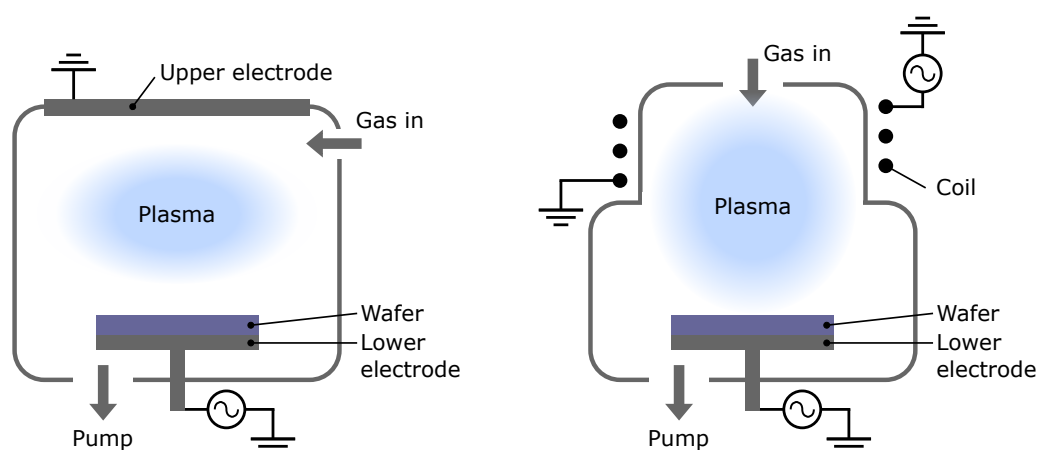 Upper electrode
Gas in
Plasma
Wafer
Lower
electrode
Pump
Gas in
Coil
Plasma
Wafer
Lower
electrode
Pump